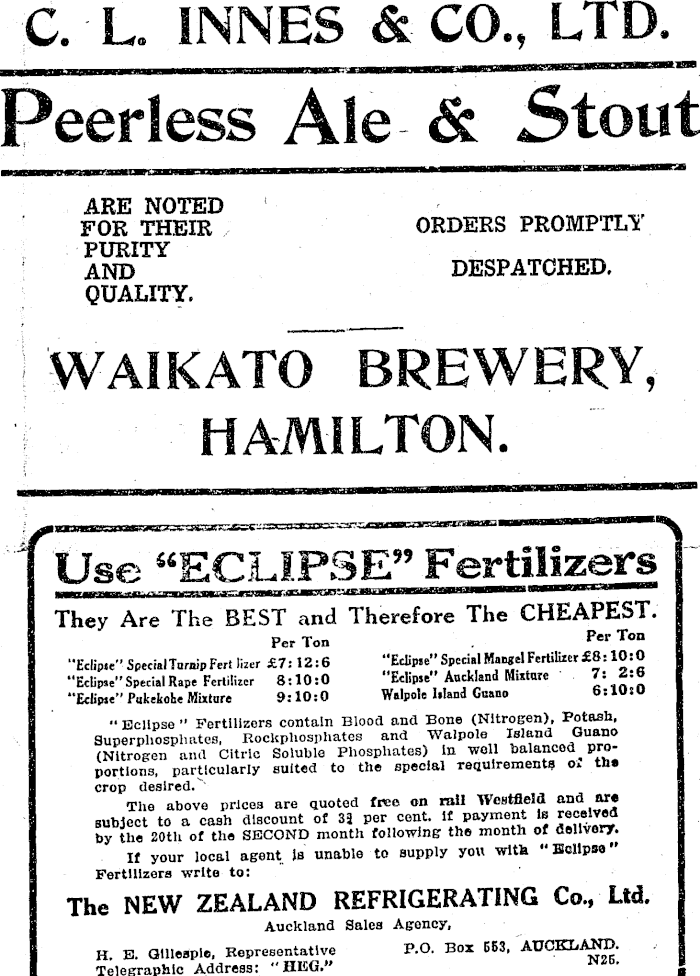 C. L. INNES & CO., LTD.
Peerless Ale & Stout
ARE NOTED
FOR THEIR
PURITY
AND
QUALITY.
ORDERS PROMPTLY
DESPATCHED.
WAIKATO BREWERY,
HAMILTON.
Use "ECLIPSE" Fertilizers
They Are The BEST and Therefore The CHEAPEST.
Per Ton
"Eclipse" Special Turnip Fert lizer £7:12:6
"Eclipse" Special Rape Fertilizer 8:10:0
"Eclipse" Pukekohe Mixture 9:10:0
Per Ton
"Eclipse" Special Mangel Fertilizer £8:10:0
"Eclipse" Auckland Mixture 7: 2:6
Walpole Island Guano 6:10:0
"Eclipse" Fertilizers contain Blood and Bone (Nitrogen), Potash,
Superphosphates, Rockphosphates and Walpole Island Guano
(Nitrogen and Citric Soluble Phosphates) in well balanced pro-
portions, particularly suited to the special requirements of the
crop desired.
The above prices are quoted free on rail Westfield and are
subject to a cash discount of 3¾ per cent. if payment is received
by the 20th of the SECOND month following the month of delivery.
If your local agent is unable to supply you with "Eclipse"
Fertilizers write to:
The NEW ZEALAND REFRIGERATING Co., Ltd.
Auckland Sales Agency,
H. E. Gillespie, Representative
Telegraphic Address: "HEG."
P.O. Box 553, AUCKLAND.
N25.